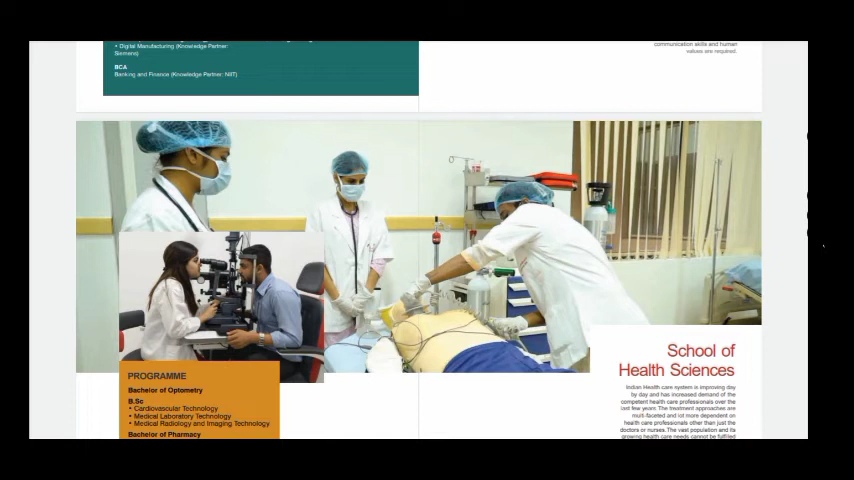 • Digital Manufacturing (Knowledge Partner:
Siemens)
BCA
Banking and Finance (Knowledge Partner: NIIT)
communication skills and human
values are required.
PROGRAMME
Bachelor of Optometry
B.Sc
• Cardiovascular Technology
• Medical Laboratory Technology
• Medical Radiology and Imaging Technology
Bachelor of Pharmacy
School of
Health Sciences
Indian Health care system is improving day
by day and has increased demand of the
competent health care professionals over the
last few years. The treatment approaches are
multi-faceted and lot more dependent on
health care professionals other than just the
doctors or nurses. The vast population and its
growing health care needs cannot be fulfilled